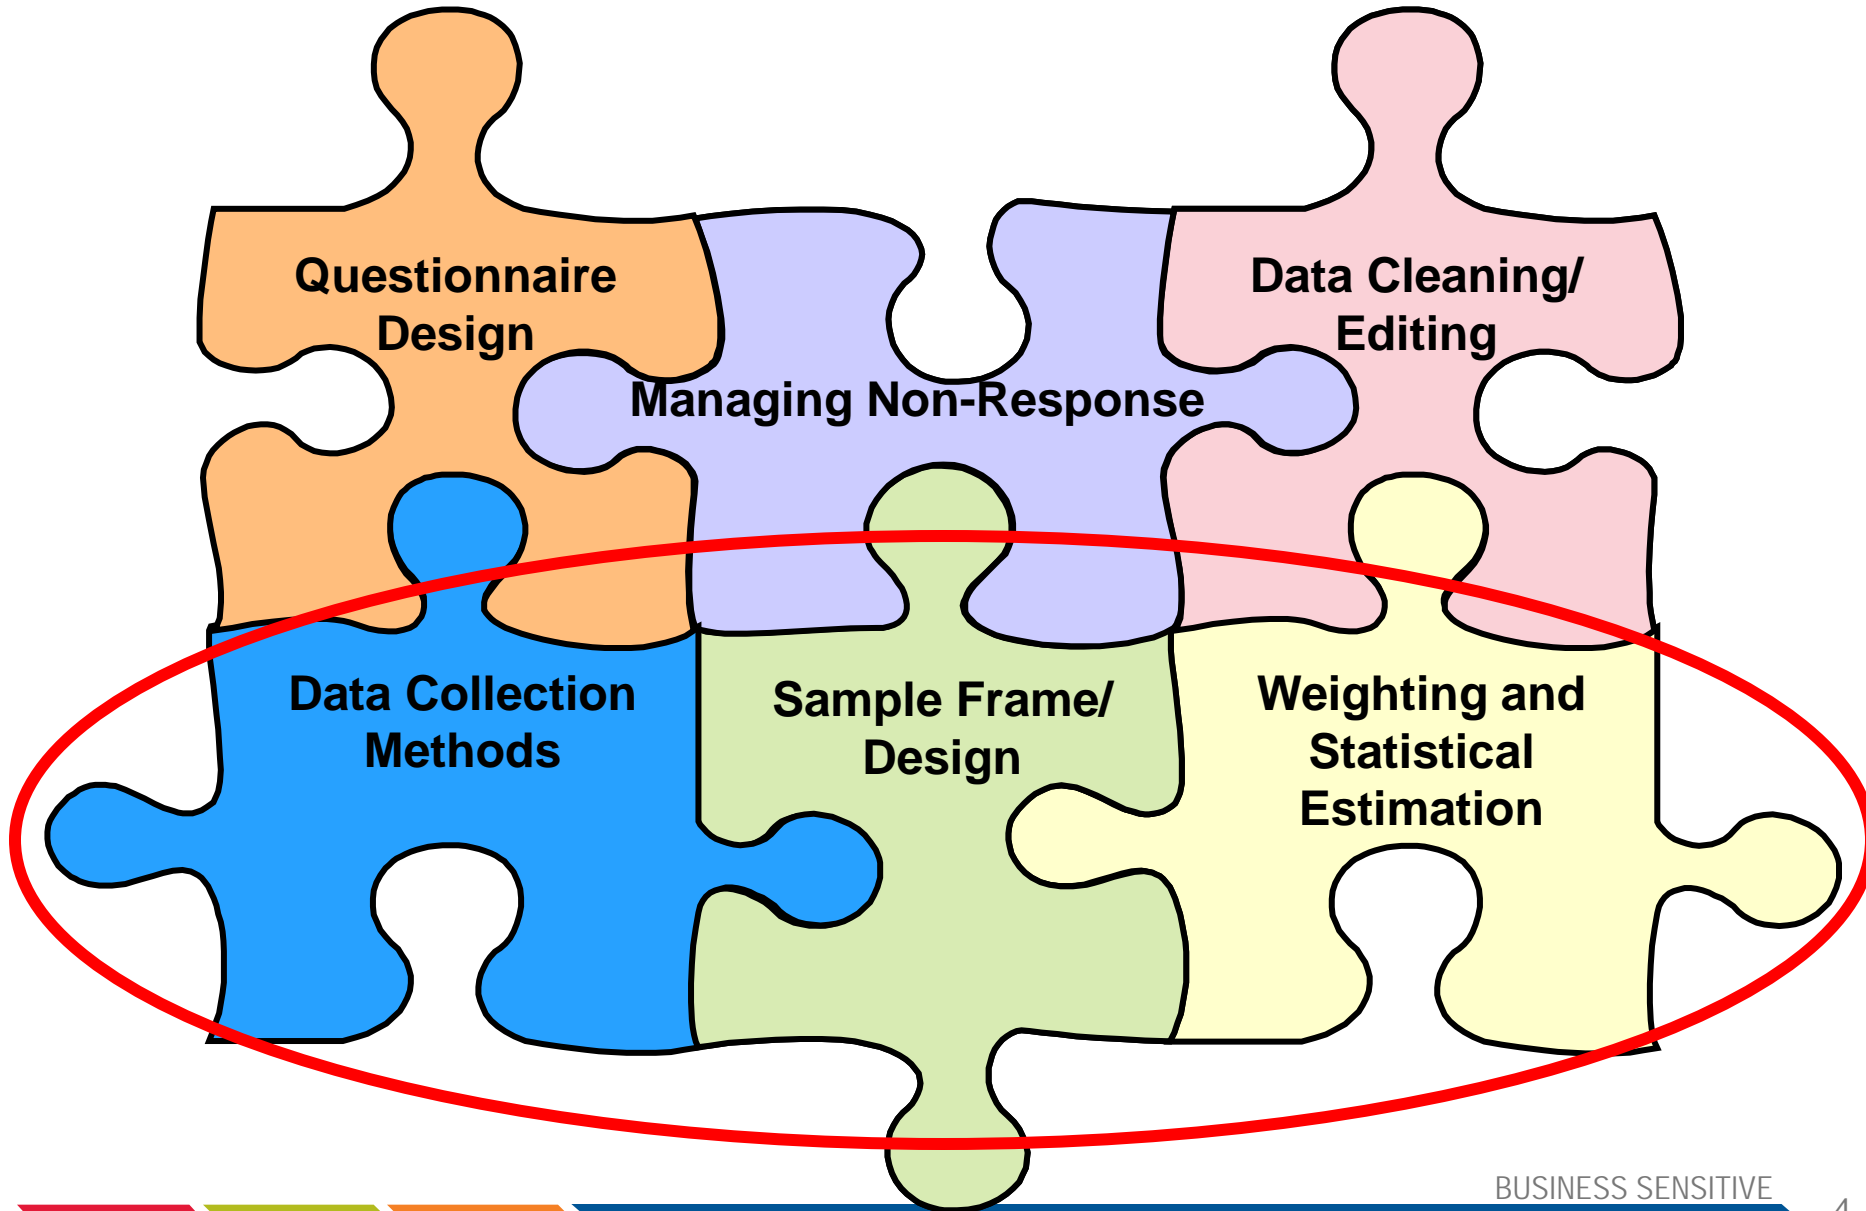 Questionnaire
Design
Managing Non-Response
Data Cleaning/
Editing
Data Collection
Methods
Sample Frame/
Design
Weighting and
Statistical
Estimation
BUSINESS SENSITIVE
4